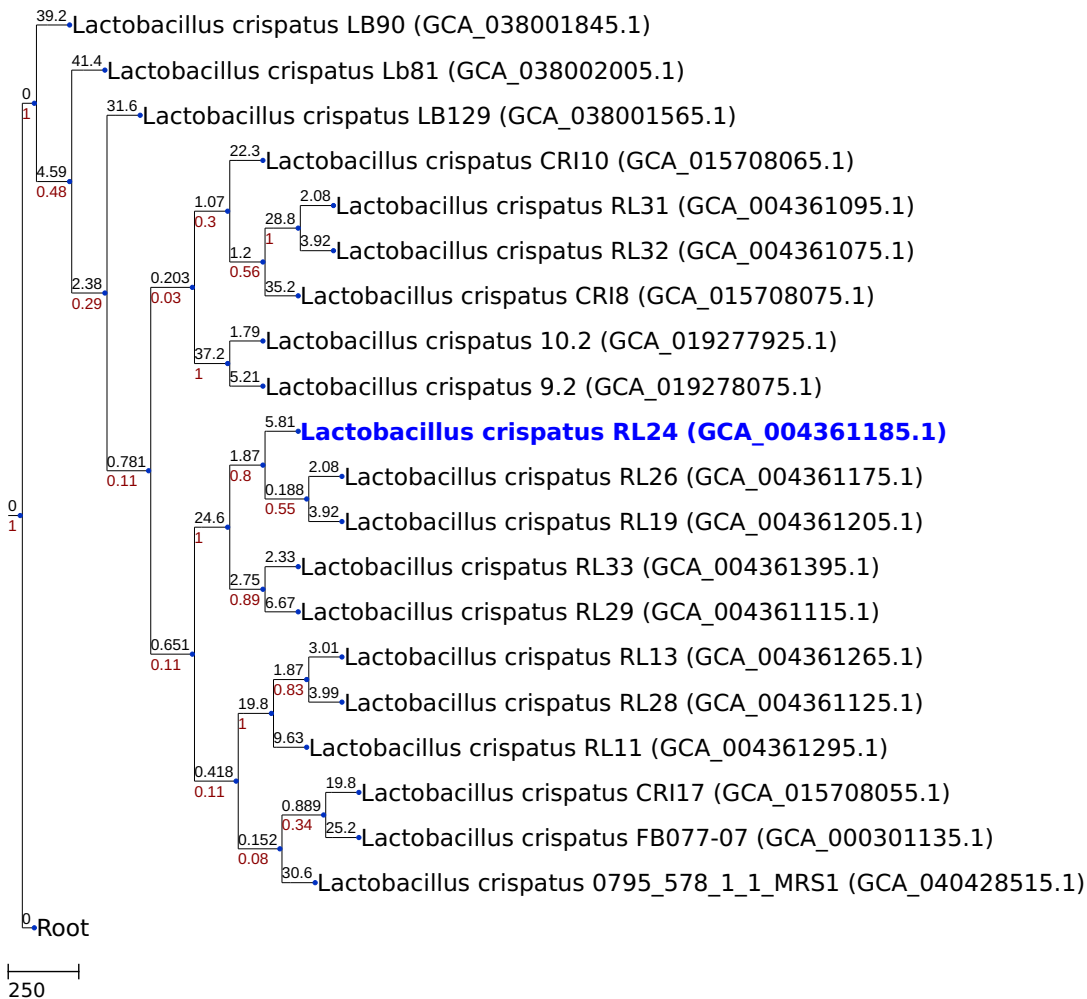 39.2
Lactobacillus crispatus LB90 (GCA_038001845.1)
41.4
Lactobacillus crispatus Lb81 (GCA_038002005.1)
0
1
31.6
Lactobacillus crispatus LB129 (GCA_038001565.1)
22.3
Lactobacillus crispatus CRI10 (GCA_015708065.1)
4.59
0.48
1.07
0.3
2.08
Lactobacillus crispatus RL31 (GCA_004361095.1)
28.8
1
3.92
Lactobacillus crispatus RL32 (GCA_004361075.1)
1.2
0.56
35.2
Lactobacillus crispatus CRI8 (GCA_015708075.1)
2.38
0.29
0.203
0.03
1.79
Lactobacillus crispatus 10.2 (GCA_019277925.1)
37.2
1
5.21
Lactobacillus crispatus 9.2 (GCA_019278075.1)
5.81
Lactobacillus crispatus RL24 (GCA_004361185.1)
0.781
0.11
1.87
0.8
2.08
Lactobacillus crispatus RL26 (GCA_004361175.1)
0.188
0.55
3.92
Lactobacillus crispatus RL19 (GCA_004361205.1)
0
1
24.6
1
2.33
Lactobacillus crispatus RL33 (GCA_004361395.1)
2.75
0.89
6.67
Lactobacillus crispatus RL29 (GCA_004361115.1)
0.651
0.11
3.01
Lactobacillus crispatus RL13 (GCA_004361265.1)
1.87
0.83
3.99
Lactobacillus crispatus RL28 (GCA_004361125.1)
19.8
1
9.63
Lactobacillus crispatus RL11 (GCA_004361295.1)
0.418
0.11
19.8
Lactobacillus crispatus CRI17 (GCA_015708055.1)
0.889
0.34
25.2
Lactobacillus crispatus FB077-07 (GCA_000301135.1)
0.152
0.08
30.6
Lactobacillus crispatus 0795_578_1_1_MRS1 (GCA_040428515.1)
0
Root
250